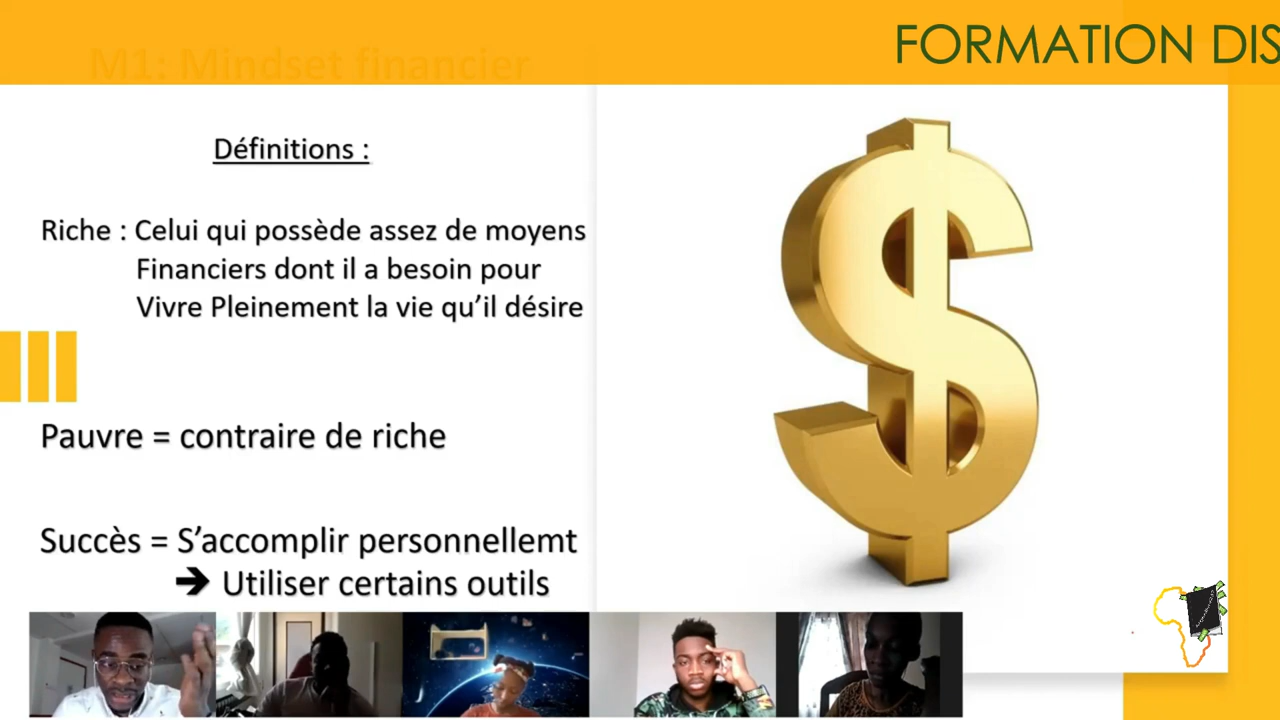 FORMATION DIS
M1: Mindset financier
Définitions :
Riche : Celui qui possède assez de moyens
Financiers dont il a besoin pour
Vivre Pleinement la vie qu’il désire
Pauvre = contraire de riche
Succès = S’accomplir personnellemt
➔ Utiliser certains outils